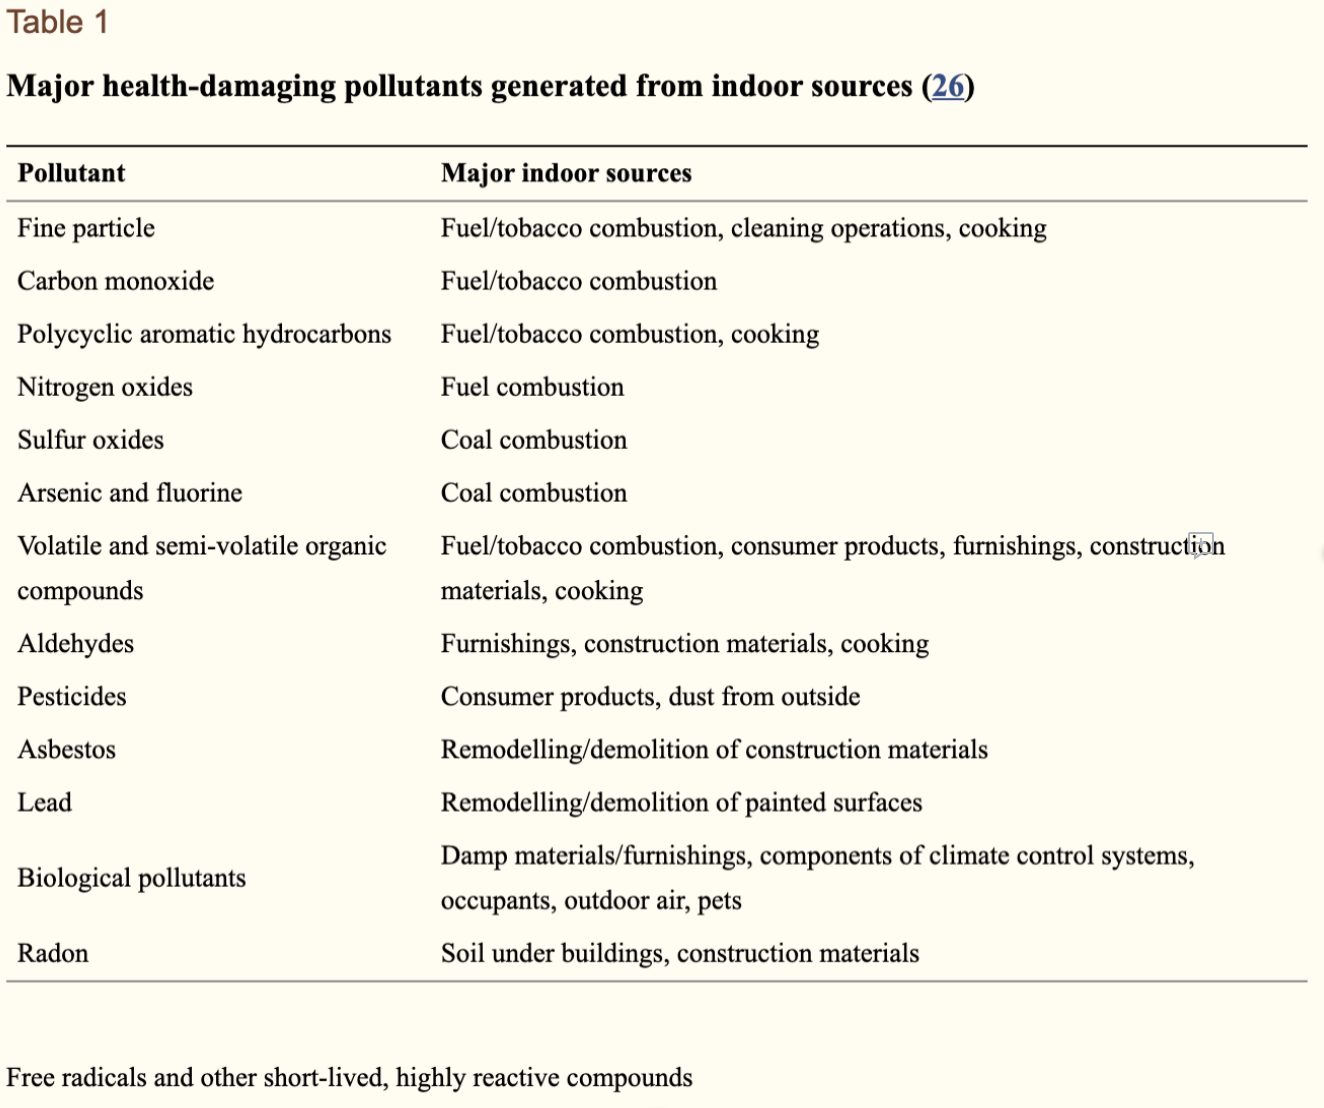 Table 1
Major health-damaging pollutants generated from indoor sources (26)
Pollutant Major indoor sources
Fine particle Fuel/tobacco combustion, cleaning operations, cooking
Carbon monoxide Fuel/tobacco combustion
Polycyclic aromatic hydrocarbons Fuel/tobacco combustion, cooking
Nitrogen oxides Fuel combustion
Sulfur oxides Coal combustion
Arsenic and fluorine Coal combustion
Volatile and semi-volatile organic Fuel/tobacco combustion, consumer products, furnishings, construction
compounds materials, cooking
Aldehydes Furnishings, construction materials, cooking
Pesticides Consumer products, dust from outside
Asbestos Remodelling/demolition of construction materials
Lead Remodelling/demolition of painted surfaces
Biological pollutants Damp materials/furnishings, components of climate control systems,
occupants, outdoor air, pets
Radon Soil under buildings, construction materials
Free radicals and other short-lived, highly reactive compounds